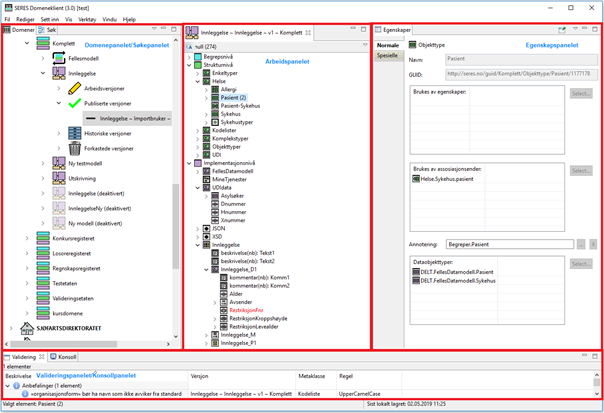 SERES Domeneklient (3.0) [test]
Fil Rediger Sett inn Vis Verktøy Vindu Hjelp
Domener Søk
Domenepanelet/Søkepanelet
Komplett
Fellesmodell
Innleggelse
Arbeidsversjoner
Publiserte versjoner
Innleggelse – Importbruker –
Historiske versjoner
Forkastede versjoner
Ny testmodell
Utskrivning
Innleggelse (deaktivert)
InnleggelseNy (deaktivert)
Ny modell (deaktivert)
Konkursregisteret
Losoreregisteret
Regnskapsregisteret
Testetaten
Valideringsetaten
kursdomene
SJØFARTSDIREKTORATET
Innleggelse – Innleggelse – v1 – Komplett
null (274)
Arbeidspanelet
Begrepsnivå
Strukturnivå
Enkeltyper
Helse
Allergi
Pasient (2)
Pasient-Sykehus
Sykehus
Sykehustyper
Kodelister
Komplekstyper
Objekttyper
UDI
Implementasjonsnivå
FellesDatamodell
MineTjenester
UDIdata
Asylsøker
Dnummer
Hnummer
Xnummer
JSON
XSD
Innleggelse
beskrivelse(nb): Tekst1
beskrivelse(nb): Tekst2
Innleggelse_D1
kommentar(nb): Komm1
kommentar(nb): Komm2
Alder
Avsender
RestriksjonFnr
RestriksjonKroppshøyde
RestriksjonLevealder
Innleggelse_M
Innleggelse_P1
Egenskaper
Normale
Spesielle
Objekttype
Egenskapspanelet
Navn: Pasient
GUID: http://seres.no/guid/Komplett/Objekttype/Pasient/1177178
Brukes av egenskaper:
Select...
Brukes av assosiasjonsender:
Helse.Sykehus.pasient
Select...
Annotering: Begreper.Pasient ... X
Dataobjekttyper:
DELT.FellesDatamodell.Pasient
DELT.FellesDatamodell.Sykehus
Select...
Validering Konsoll
1 elementer
Valideringspanelet/Konsollpanelet
Beskrivelse Versjon Metaklasse Regel
Anbefalinger (1 element)
«organisasjonsform» bør ha navn som ikke avviker fra standard Innleggelse – Innleggelse – v1 – Komplett Kodeliste UpperCamelCase
Valgt element: Pasient (2) Sist lokalt lagret: 02.05.2019 11:25